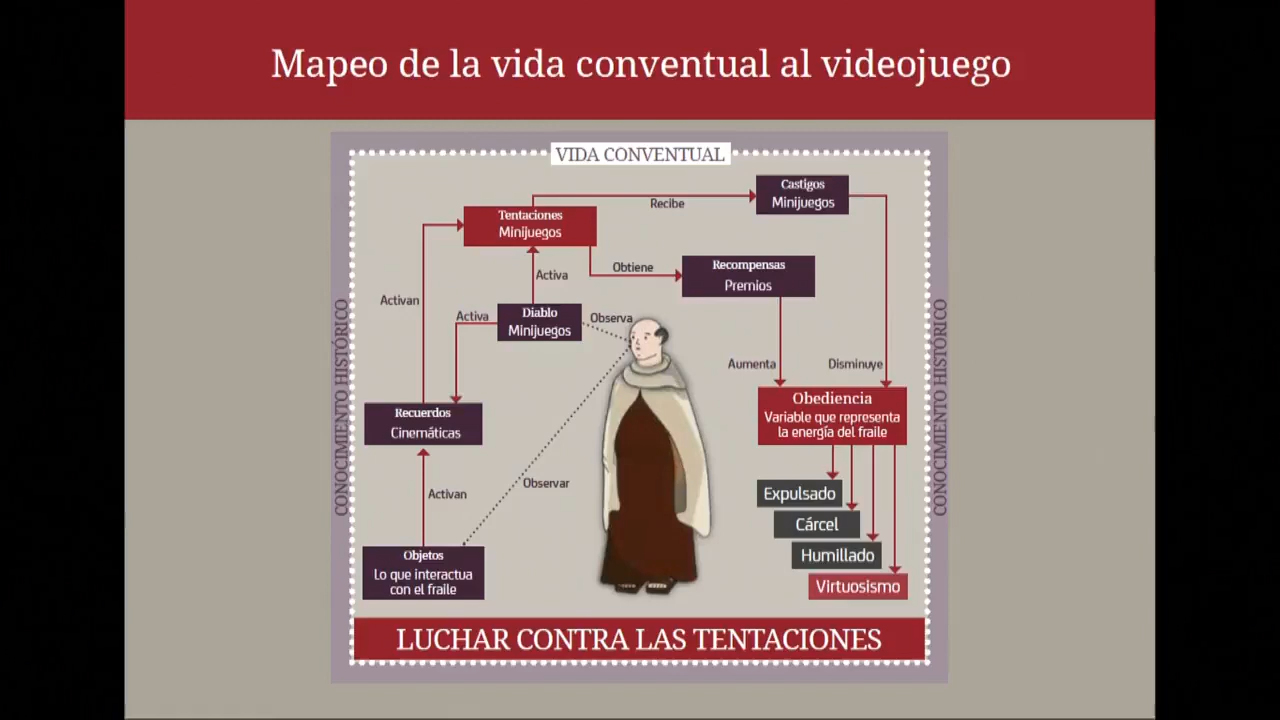 Mapeo de la vida conventual al videojuego
VIDA CONVENTUAL
Castigos
Minijuegos
Recibe
Tentaciones
Minijuegos
Obtiene
Recompensas
Premios
Activa
Activan
Diablo
Minijuegos
Activa
Observa
CONOCIMIENTO HISTÓRICO
CONOCIMIENTO HISTÓRICO
Aumenta
Disminuye
Obediencia
Variable que representa
la energía del fraile
Recuerdos
Cinemáticas
Observar
Activan
Expulsado
Cárcel
Humillado
Virtuosismo
Objetos
Lo que interactua
con el fraile
LUCHAR CONTRA LAS TENTACIONES